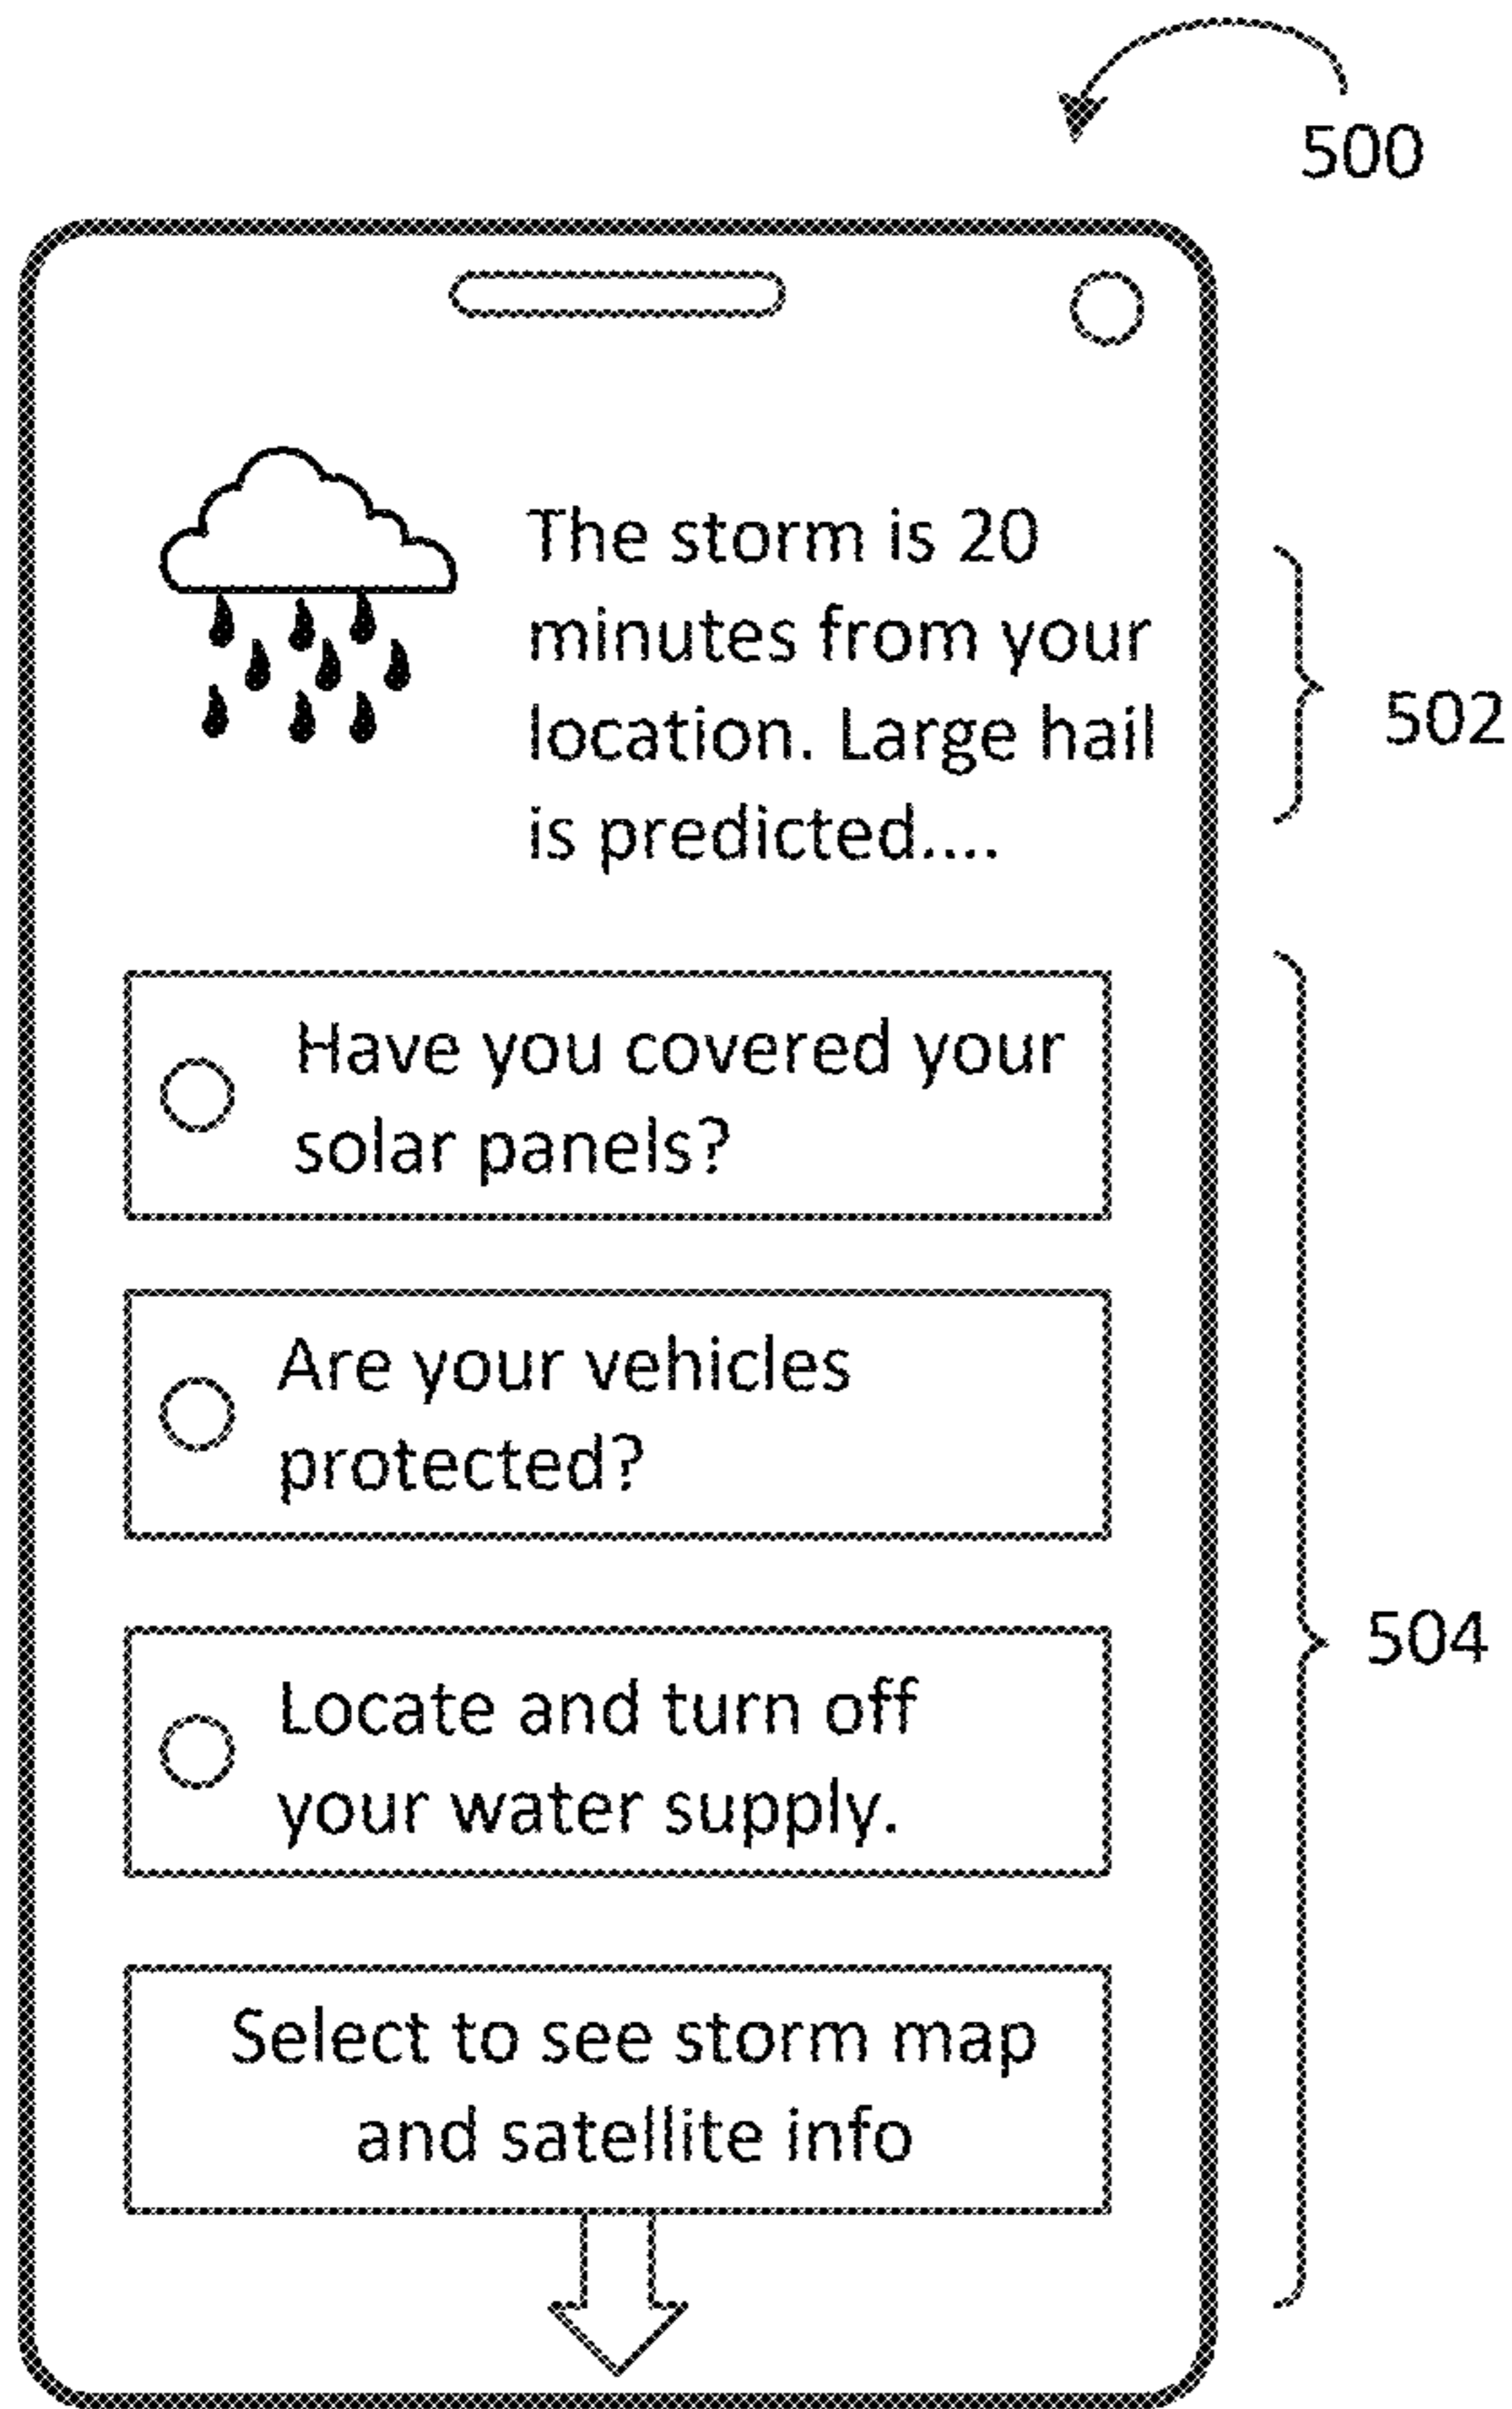 500
The storm is 20
minutes from your
location. Large hail
is predicted....
502
Have you covered your
solar panels?
Are your vehicles
protected?
Locate and turn off
your water supply.
504
Select to see storm map
and satellite info